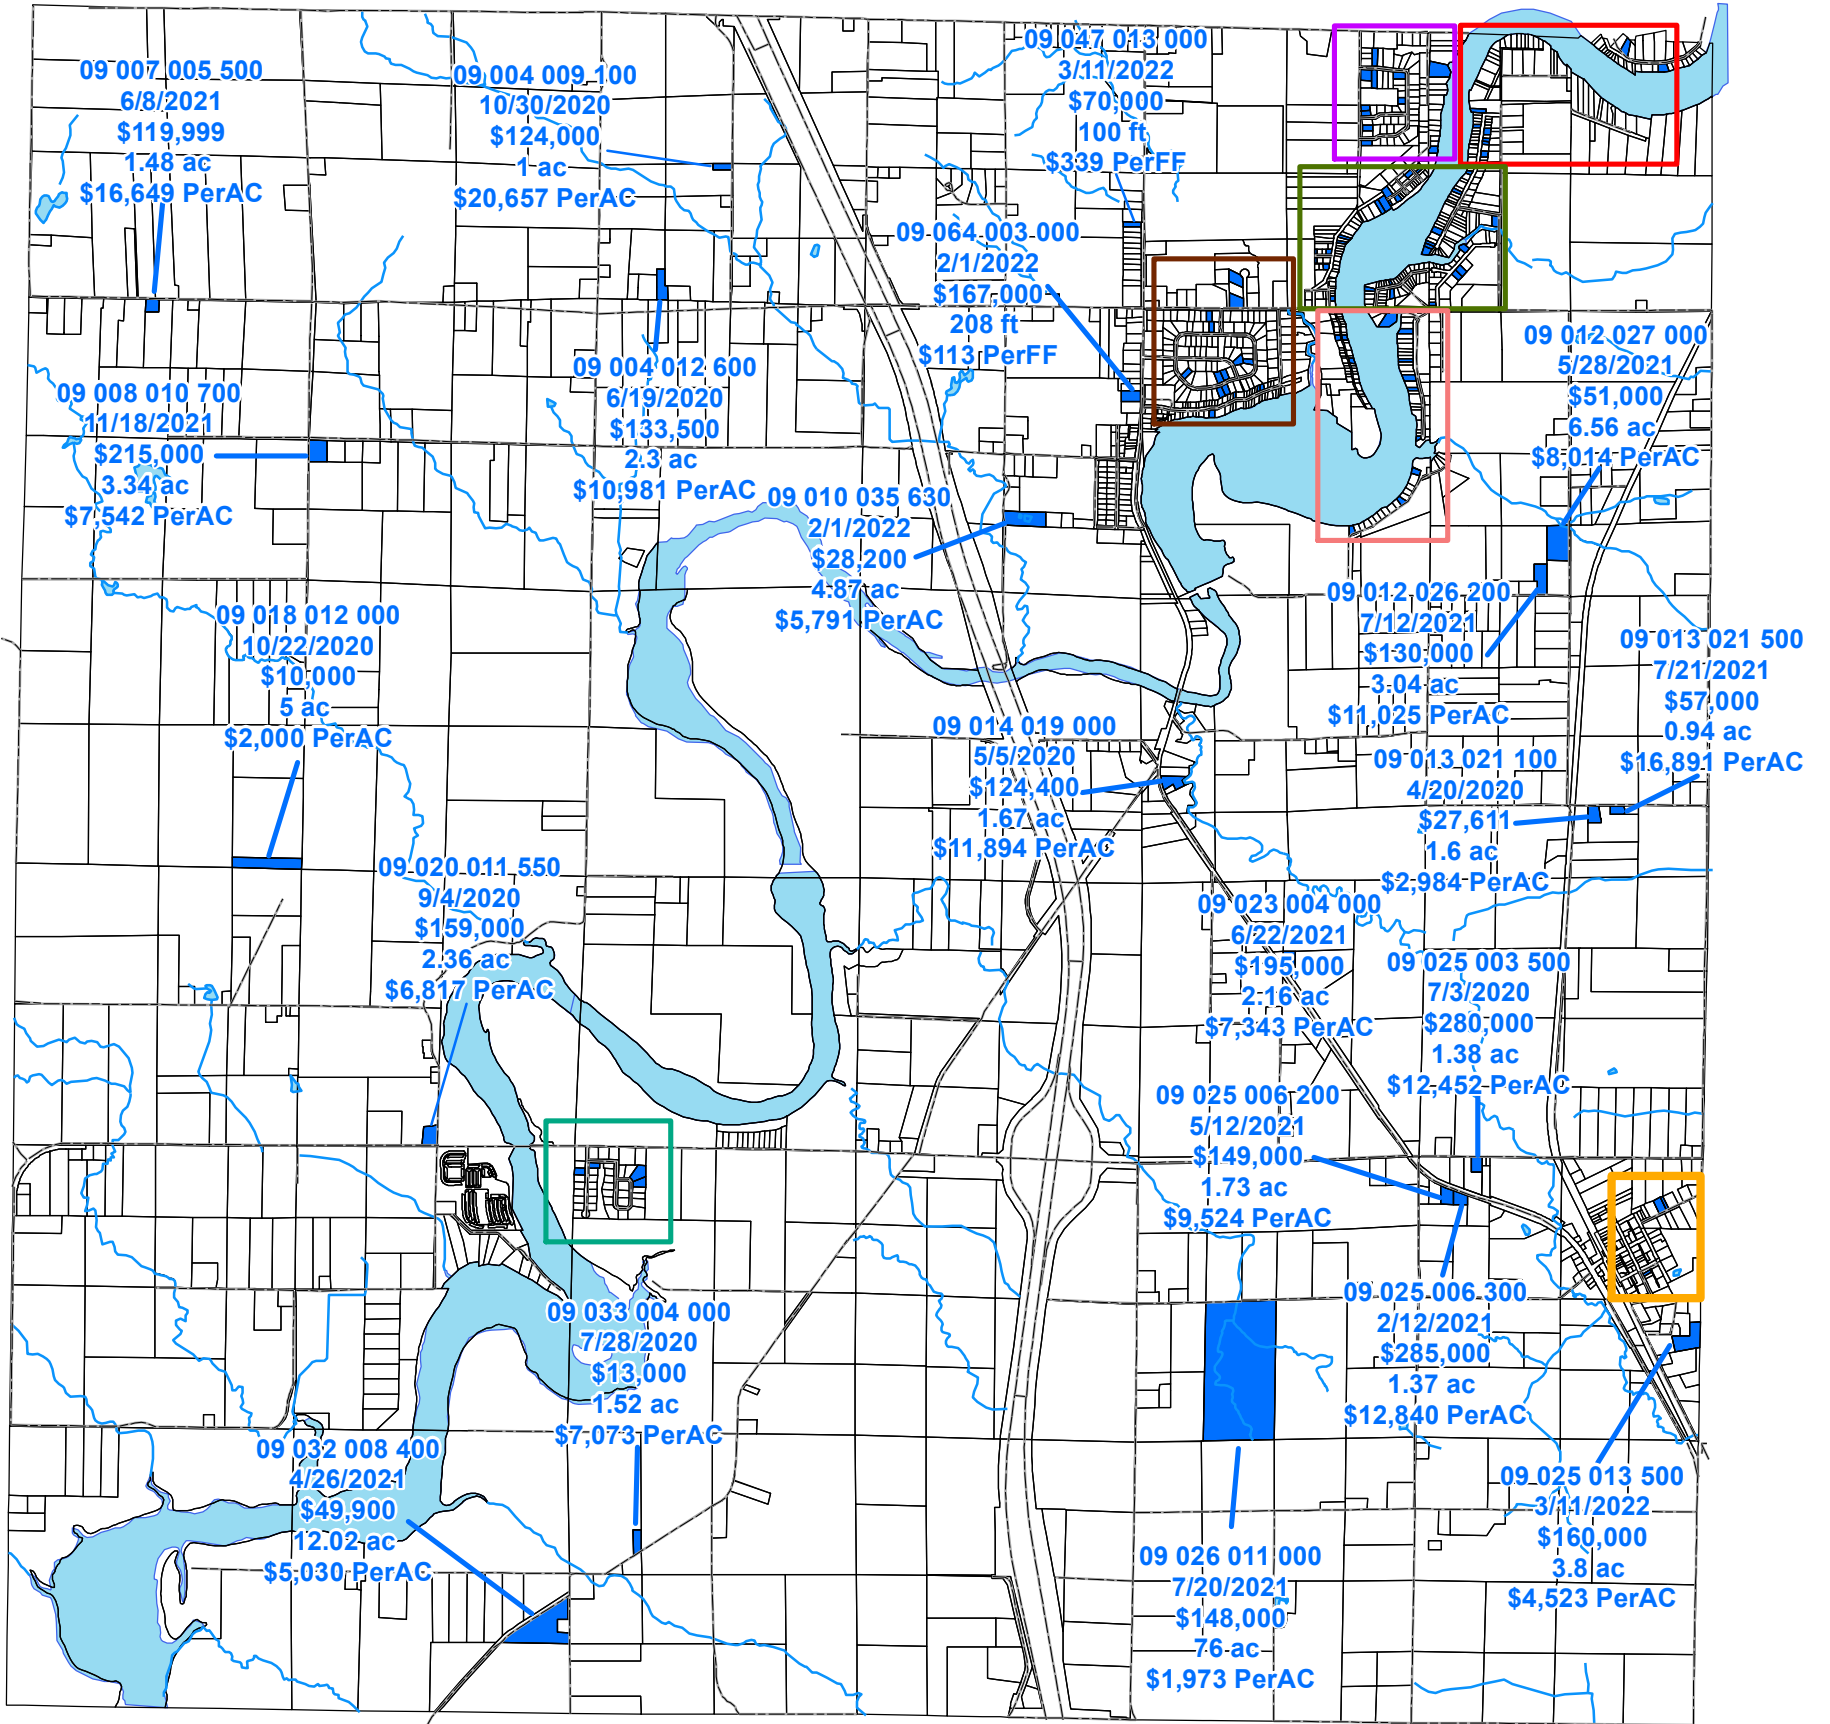 09 007 005 500
6/8/2021
$119,999
1.48 ac
$16,649 PerAC
09 004 009 100
10/30/2020
$124,000
1 ac
$20,657 PerAC
09 047 013 000
3/11/2022
$70,000
100 ft
$339 PerFF
09 064 003 000
2/1/2022
$167,000
208 ft
$113 PerFF
09 004 012 600
6/19/2020
$133,500
2.3 ac
$10,981 PerAC
09 008 010 700
11/18/2021
$215,000
3.34 ac
$7,542 PerAC
09 012 027 000
5/28/2021
$51,000
6.56 ac
$8,014 PerAC
09 010 035 630
2/1/2022
$28,200
4.87 ac
$5,791 PerAC
09 012 026 200
7/12/2021
$130,000
3.04 ac
$11,025 PerAC
09 018 012 000
10/22/2020
$10,000
5 ac
$2,000 PerAC
09 013 021 500
7/21/2021
$57,000
0.94 ac
$16,891 PerAC
09 014 019 000
5/5/2020
$124,400
1.67 ac
$11,894 PerAC
09 013 021 100
4/20/2020
$27,611
1.6 ac
$2,984 PerAC
09 020 011 550
9/4/2020
$159,000
2.36 ac
$6,817 PerAC
09 023 004 000
6/22/2021
$195,000
2.16 ac
$7,343 PerAC
09 025 003 500
7/3/2020
$280,000
1.38 ac
$12,452 PerAC
09 025 006 200
5/12/2021
$149,000
1.73 ac
$9,524 PerAC
09 025 006 300
2/12/2021
$285,000
1.37 ac
$12,840 PerAC
09 033 004 000
7/28/2020
$13,000
1.52 ac
$7,073 PerAC
09 032 008 400
4/26/2021
$49,900
12.02 ac
$5,030 PerAC
09 025 013 500
3/11/2022
$160,000
3.8 ac
$4,523 PerAC
09 026 011 000
7/20/2021
$148,000
76 ac
$1,973 PerAC